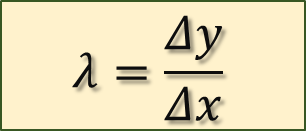 λ = Δy / Δx